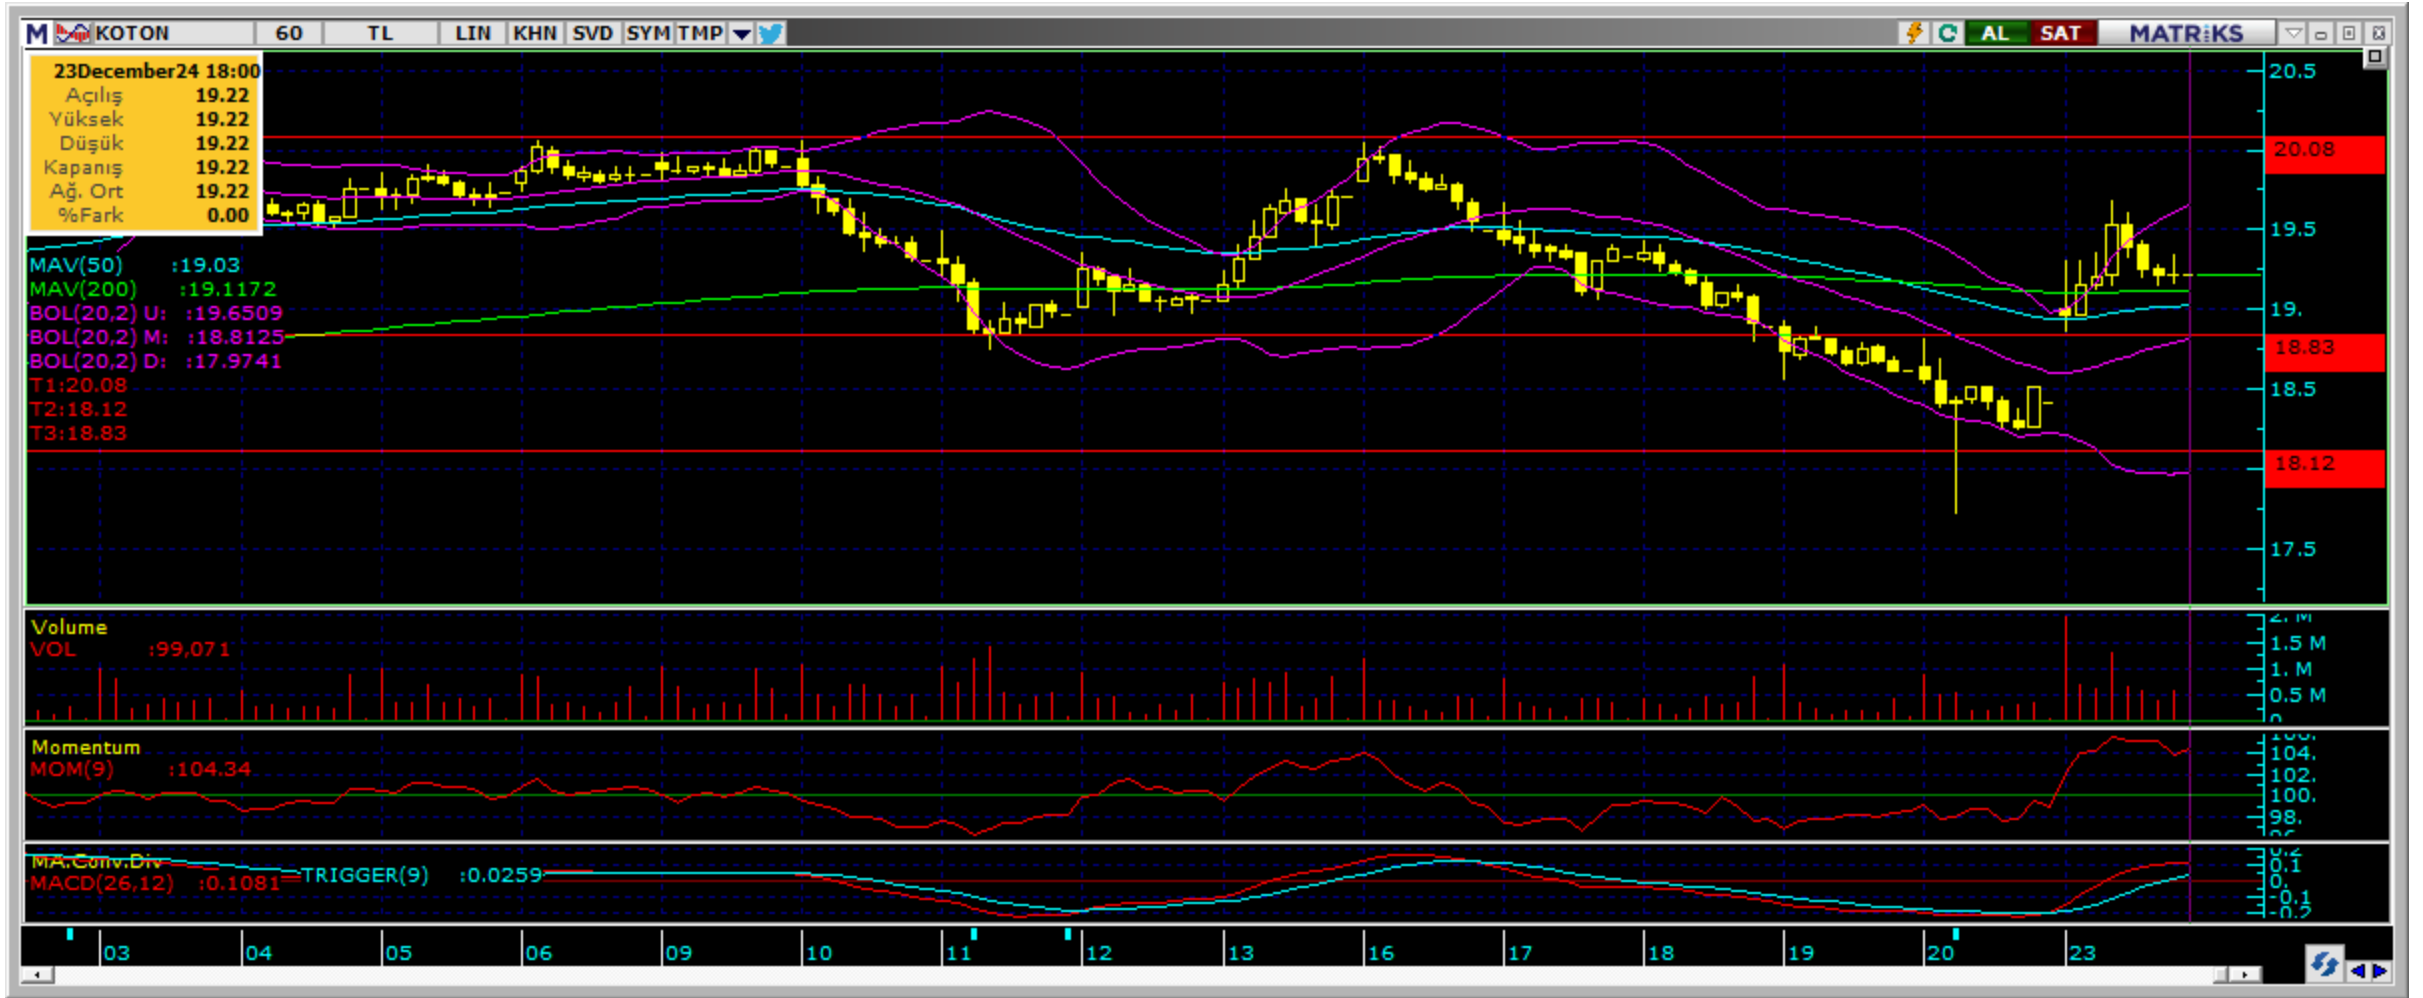 M KOTON 60 TL LIN KHN SVD SYM TMP AL SAT MATRiKS
23December24 18:00
Açılış 19.22
Yüksek 19.22
Düşük 19.22
Kapanış 19.22
Ağ. Ort 19.22
%Fark 0.00
MAV(50) :19.03
MAV(200) :19.1172
BOL(20,2) U: :19.6509
BOL(20,2) M: :18.8125
BOL(20,2) D: :17.9741
T1:20.08
T2:18.12
T3:18.83
20.5
20.08
19.5
19.
18.83
18.5
18.12
17.5
Volume
VOL :99,071
2. M
1.5 M
1. M
0.5 M
0
Momentum
MOM(9) :104.34
104.
102.
100.
98.
96
MA.Conv.Div
MACD(26,12) :0.1081 TRIGGER(9) :0.0259
0.2
0.1
0.
-0.1
-0.2
03 04 05 06 09 10 11 12 13 16 17 18 19 20 23